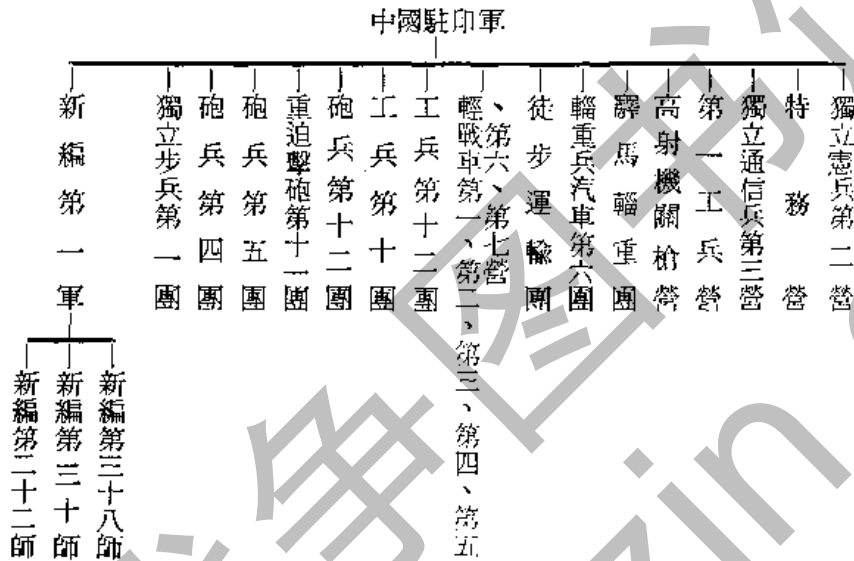 中國駐印軍
新編第一軍
新編第二十二師
新編第三十師
新編第三十八師
獨立步兵第一團
砲兵第四團
砲兵第五團
重迫擊砲第十一團
砲兵第十二團
工兵第十團
工兵第十二團
輕戰車第一、第二、第三、第四、第五
、第六、第七營
徒步運輸團
輜重兵汽車第六團
騾馬輜重團
高射機關槍營
第一工兵營
獨立通信兵第三營
特務營
獨立憲兵第二營
争图书
zin